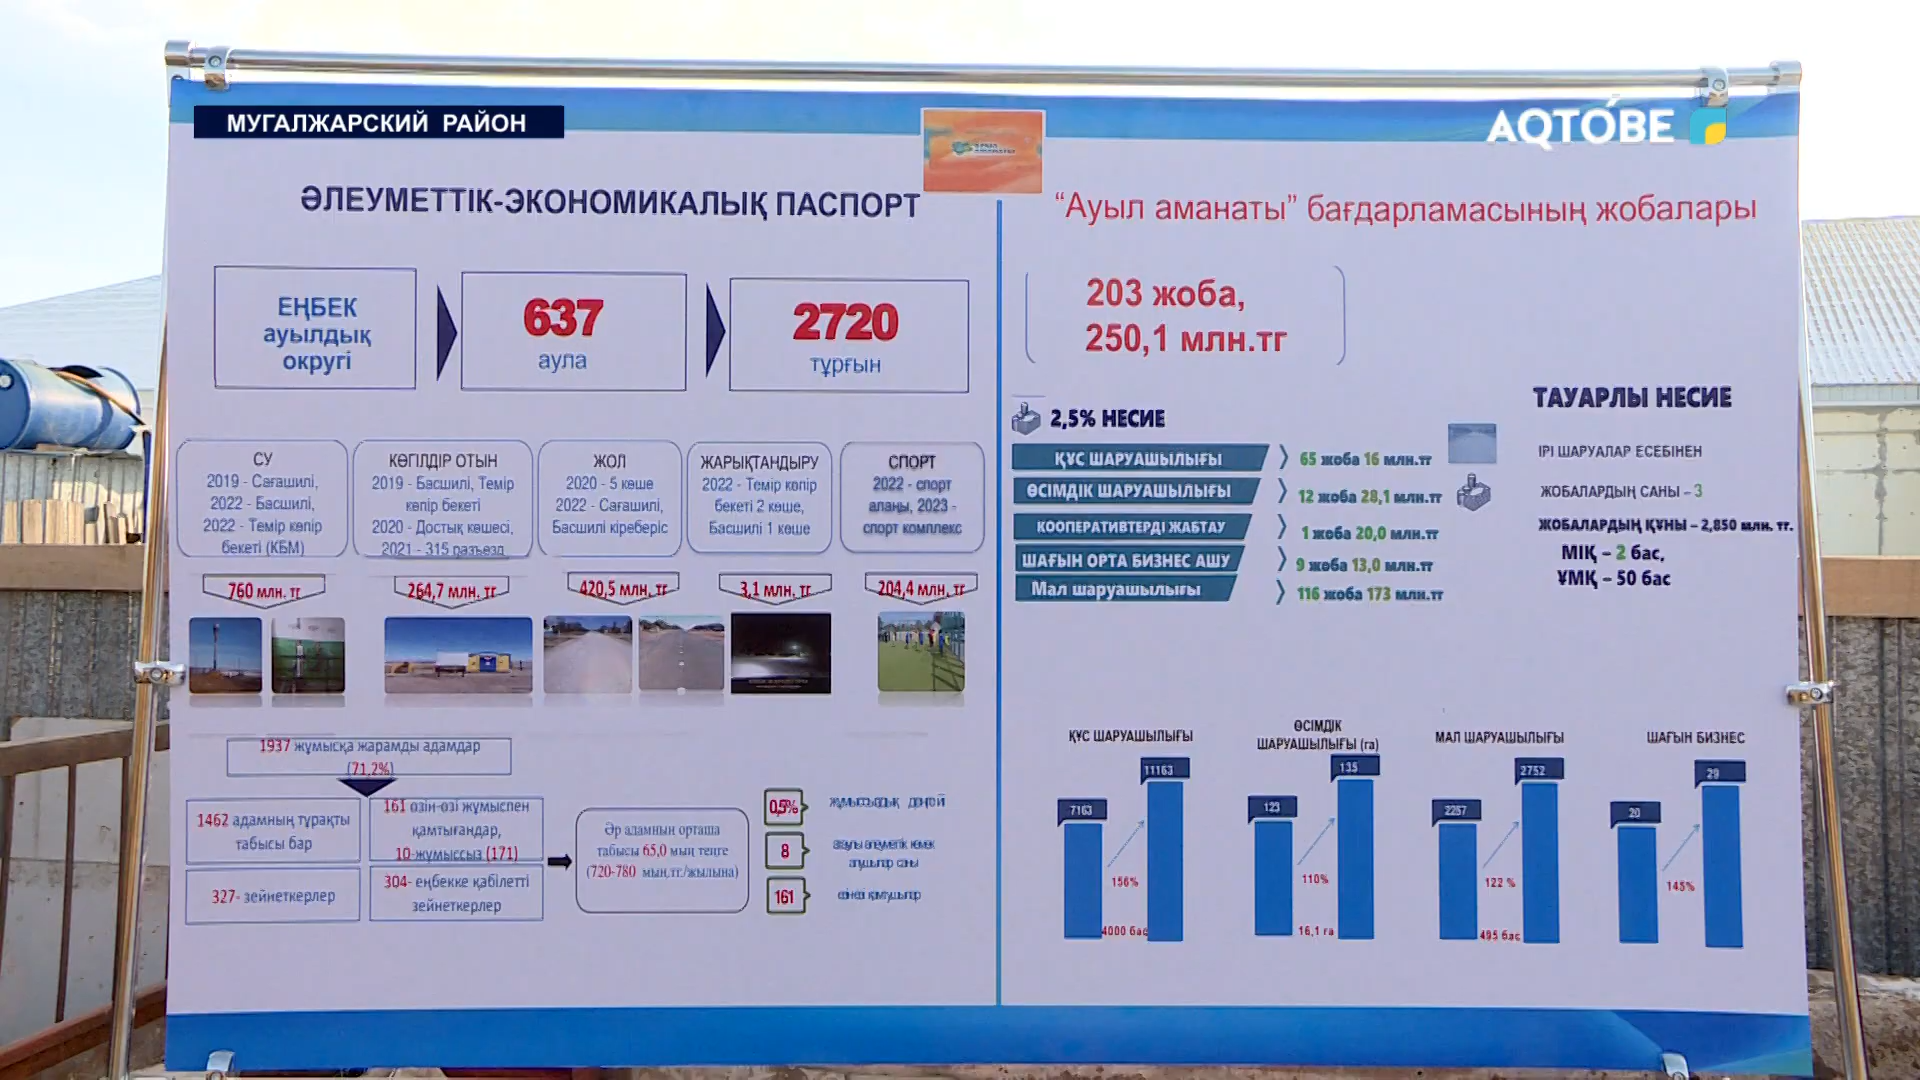 МУГАЛЖАРСКИЙ РАЙОН
AQTÓBE
ӘЛЕУМЕТТІК-ЭКОНОМИКАЛЫҚ ПАСПОРТ
ЕҢБЕК
ауылдық
округі
637
аула
2720
тұрғын
СУ
2019 - Сағашилі,
2022 - Басшилі,
2022 - Темір көпір
бекеті (КБМ)
760 млн. тг
КӨГІЛДІР ОТЫН
2019 - Басшилі, Темір
көпір бекеті
2020 - Достық көшесі,
2021 - 315 разъезд
264,7 млн. тг
ЖОЛ
2020 - 5 көше
2022 - Сағашилі,
Басшилі кіреберіс
420,5 млн. тг
ЖАРЫҚТАНДЫРУ
2022 - Темір көпір
бекеті 2 көше,
Басшилі 1 көше
3,1 млн. тг
СПОРТ
2022 - спорт
алаңы, 2023 -
спорт комплекс
204,4 млн. тг
1937 жұмысқа жарамды адамдар
(71,2%)
1462 адамның тұрақты
табысы бар
161 өзін-өзі жұмыспен
қамтығандар,
10-жұмыссыз (171)
327- зейнеткерлер
304- еңбекке қабілетті
зейнеткерлер
Әр адамның орташа
табысы 65,0 мың теңге
(720-780 мың.тг./жылына)
0,5%
8
161
“Ауыл аманаты” бағдарламасының жобалары
203 жоба,
250,1 млн.тг
2,5% НЕСИЕ
ҚҰС ШАРУАШЫЛЫҒЫ 65 жоба 16 млн.тг
ӨСІМДІК ШАРУАШЫЛЫҒЫ 12 жоба 28,1 млн.тг
КООПЕРАТИВТЕРДІ ЖАБТАУ 1 жоба 20,0 млн.тг
ШАҒЫН ОРТА БИЗНЕС АШУ 9 жоба 13,0 млн.тг
Мал шаруашылығы 116 жоба 173 млн.тг
ТАУАРЛЫ НЕСИЕ
ІРІ ШАРУАЛАР ЕСЕБІНЕН
ЖОБАЛАРДЫҢ САНЫ – 3
ЖОБАЛАРДЫҢ ҚҰНЫ – 2,850 млн. тг.
МІҚ – 2 бас,
ҰМҚ – 50 бас
ҚҰС ШАРУАШЫЛЫҒЫ
7163
11163
156%
4000 бас
ӨСІМДІК
ШАРУАШЫЛЫҒЫ (га)
123
135
110%
16,1 га
МАЛ ШАРУАШЫЛЫҒЫ
2257
2752
122 %
495 бас
ШАҒЫН БИЗНЕС
20
29
145%